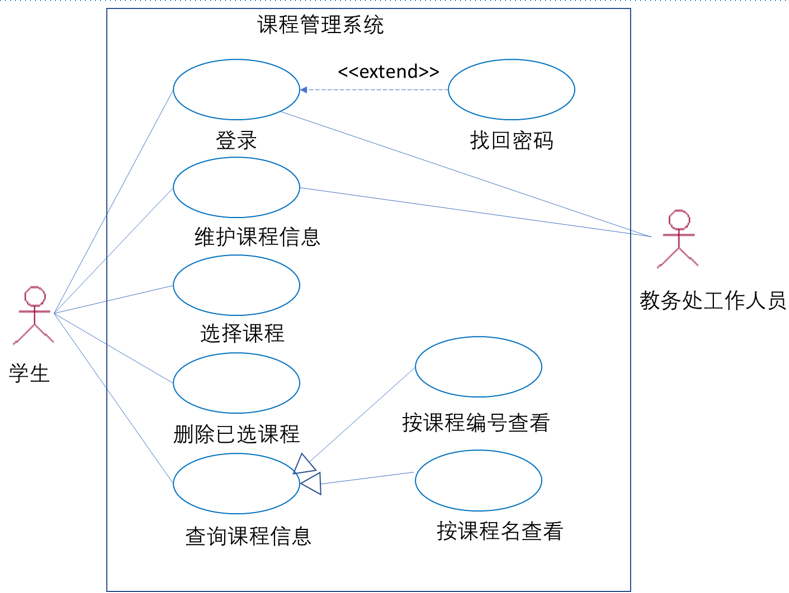 课程管理系统
<<extend>>
登录
找回密码
维护课程信息
教务处工作人员
选择课程
学生
按课程编号查看
删除已选课程
按课程名查看
查询课程信息